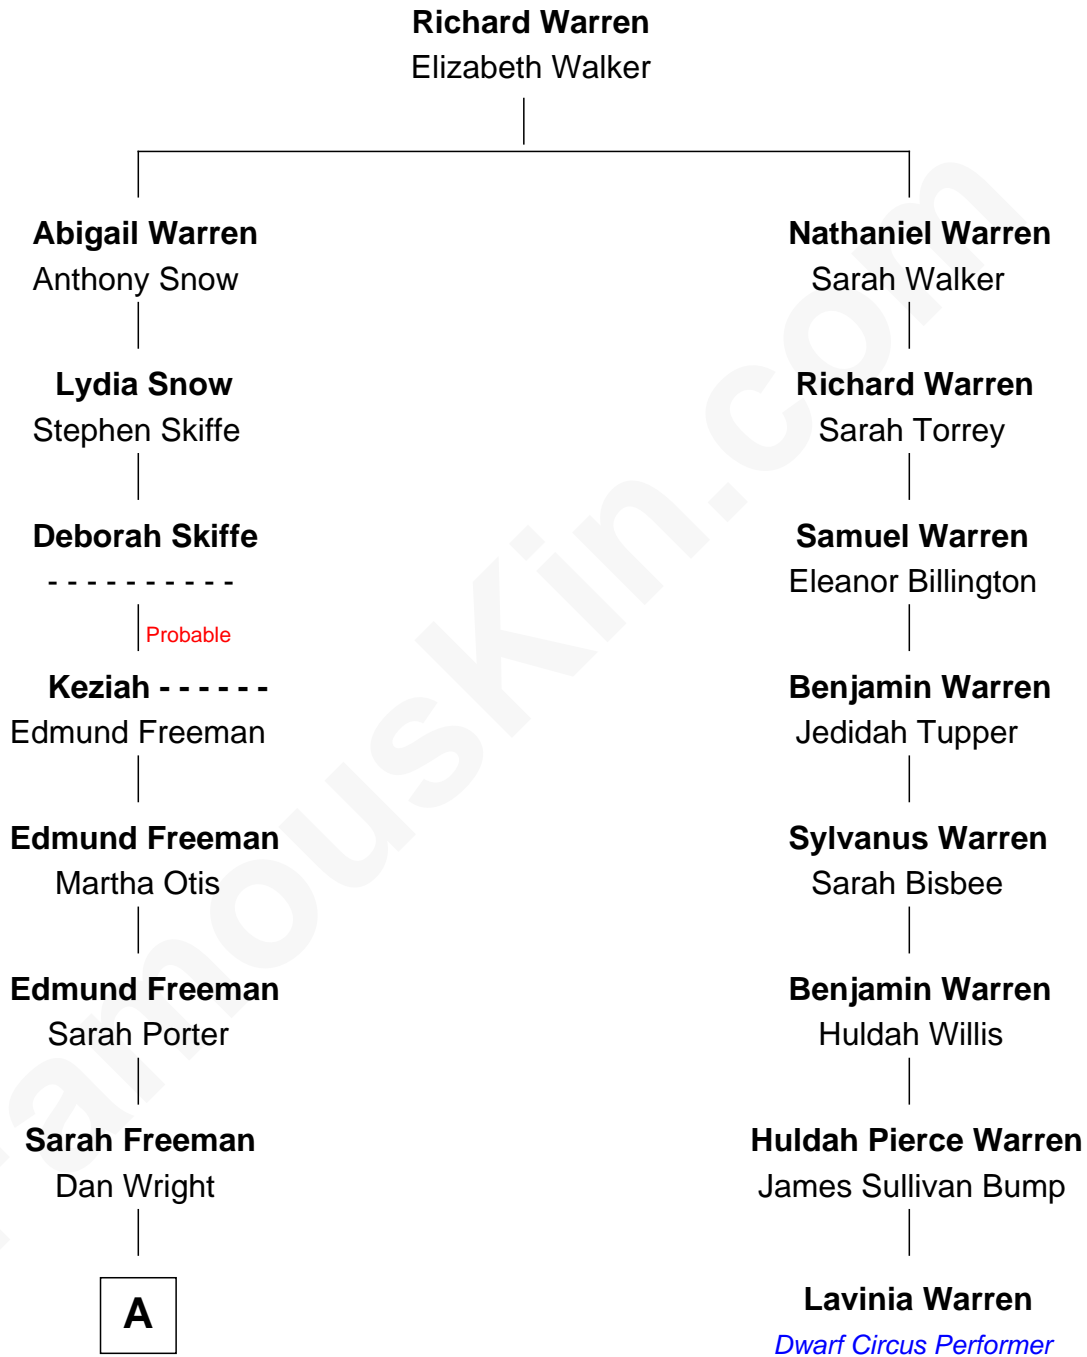 Richard Warren
Elizabeth Walker
Abigail Warren
Anthony Snow
Nathaniel Warren
Sarah Walker
Lydia Snow
Stephen Skiffe
Richard Warren
Sarah Torrey
Deborah Skiffe
- - - - - - - - - -
Samuel Warren
Eleanor Billington
Probable
Keziah - - - - - -
Edmund Freeman
Benjamin Warren
Jedidah Tupper
Edmund Freeman
Martha Otis
Sylvanus Warren
Sarah Bisbee
Edmund Freeman
Sarah Porter
Benjamin Warren
Huldah Willis
Sarah Freeman
Dan Wright
Huldah Pierce Warren
James Sullivan Bump
A
Lavinia Warren
Dwarf Circus Performer
FamousKin.com